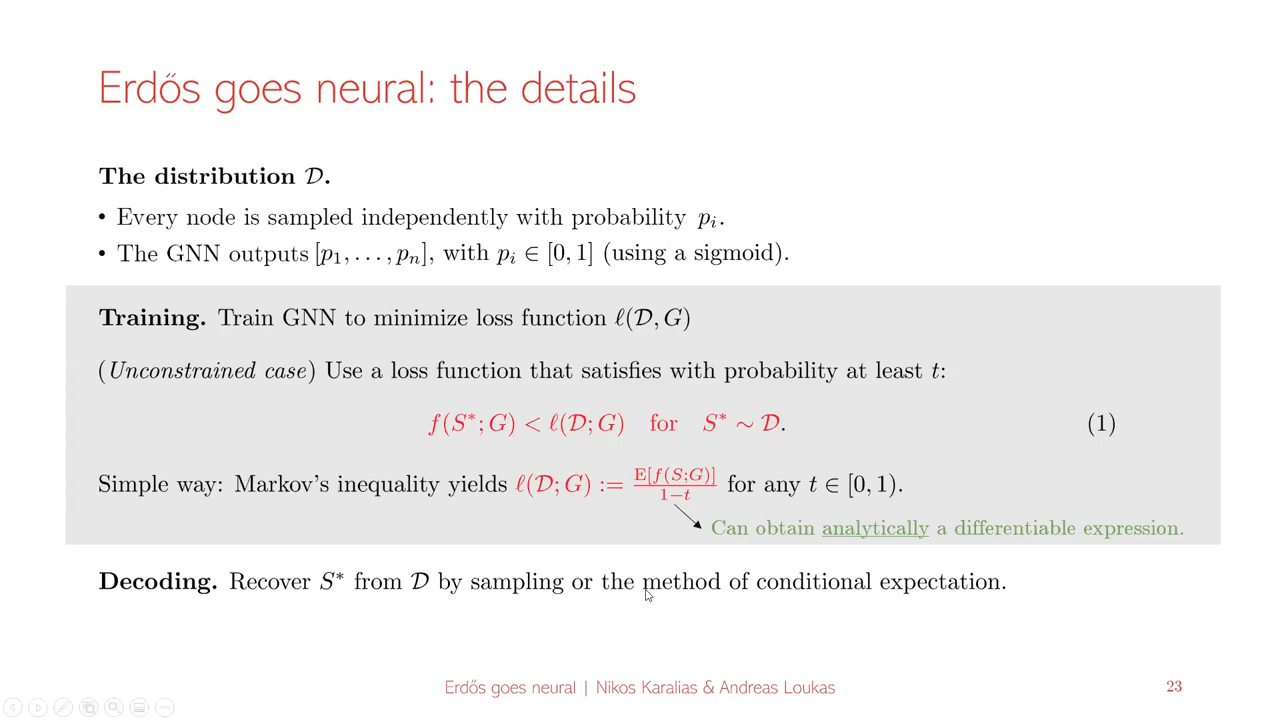 Erdős goes neural: the details
The distribution 𝒟.
• Every node is sampled independently with probability pᵢ.
• The GNN outputs [p₁, . . . , pₙ], with pᵢ ∈ [0, 1] (using a sigmoid).
Training. Train GNN to minimize loss function ℓ(𝒟, G)
(Unconstrained case) Use a loss function that satisfies with probability at least t:
f(S*; G) < ℓ(𝒟; G) for S* ∼ 𝒟. (1)
Simple way: Markov's inequality yields ℓ(𝒟; G) := E[f(S;G)] / 1−t for any t ∈ [0, 1).
Can obtain analytically a differentiable expression.
Decoding. Recover S* from 𝒟 by sampling or the method of conditional expectation.
Erdős goes neural | Nikos Karalias & Andreas Loukas 23